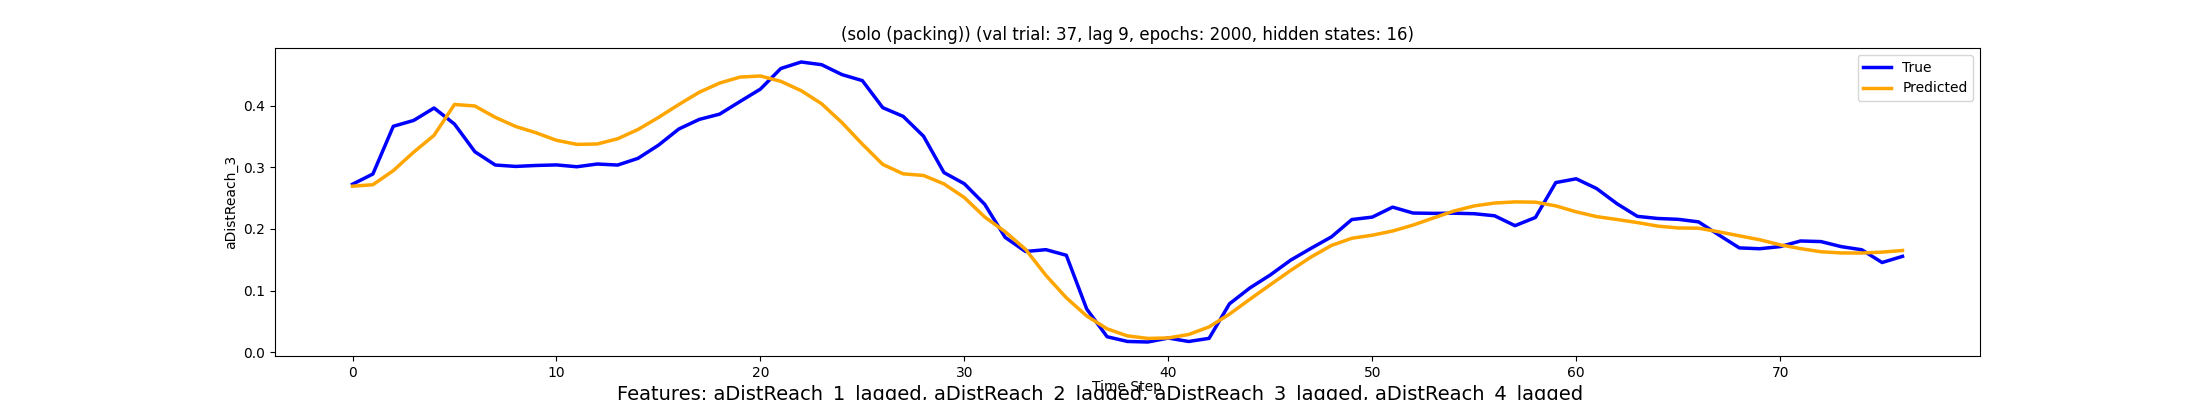 (solo (packing)) (val trial: 37, lag 9, epochs: 2000, hidden states: 16)
True
Predicted
aDistReach_3
0.4
0.3
0.2
0.1
0.0
0 10 20 30 40 50 60 70
Time Step
Features: aDistReach_1_lagged, aDistReach_2_lagged, aDistReach_3_lagged, aDistReach_4_lagged